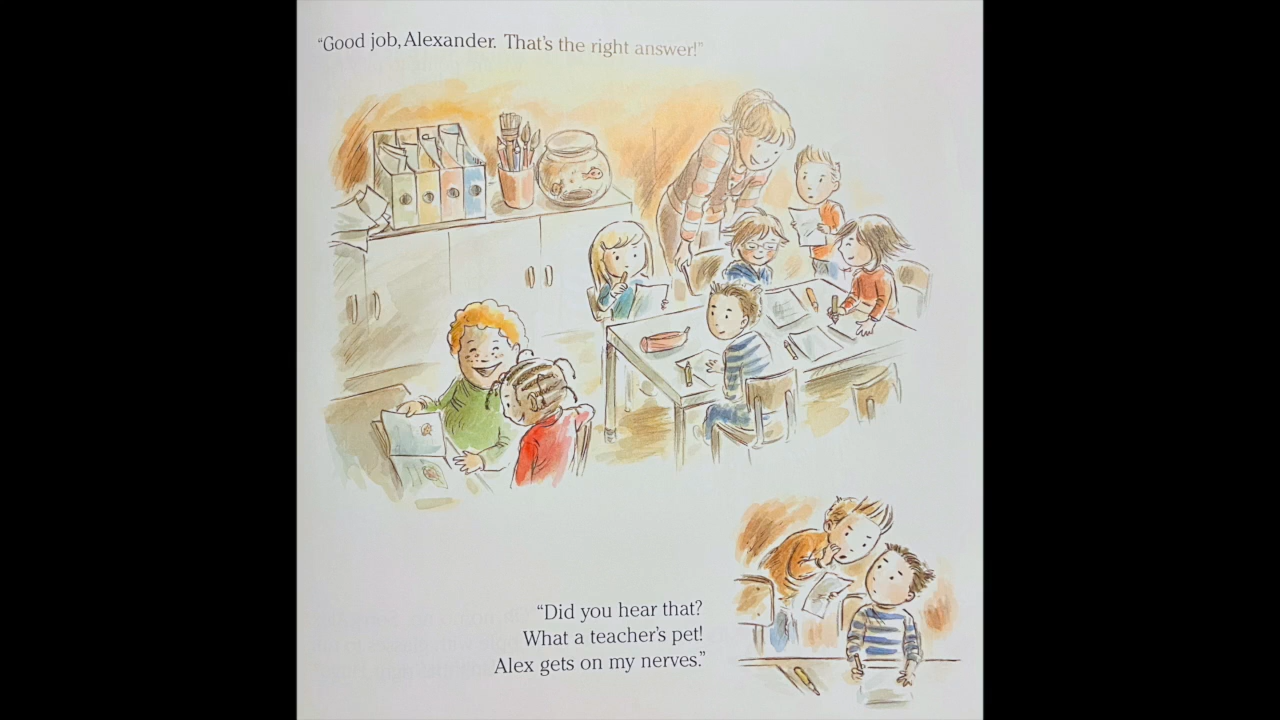 “Good job, Alexander. That’s the right answer!”
“Did you hear that?
What a teacher’s pet!
Alex gets on my nerves.”